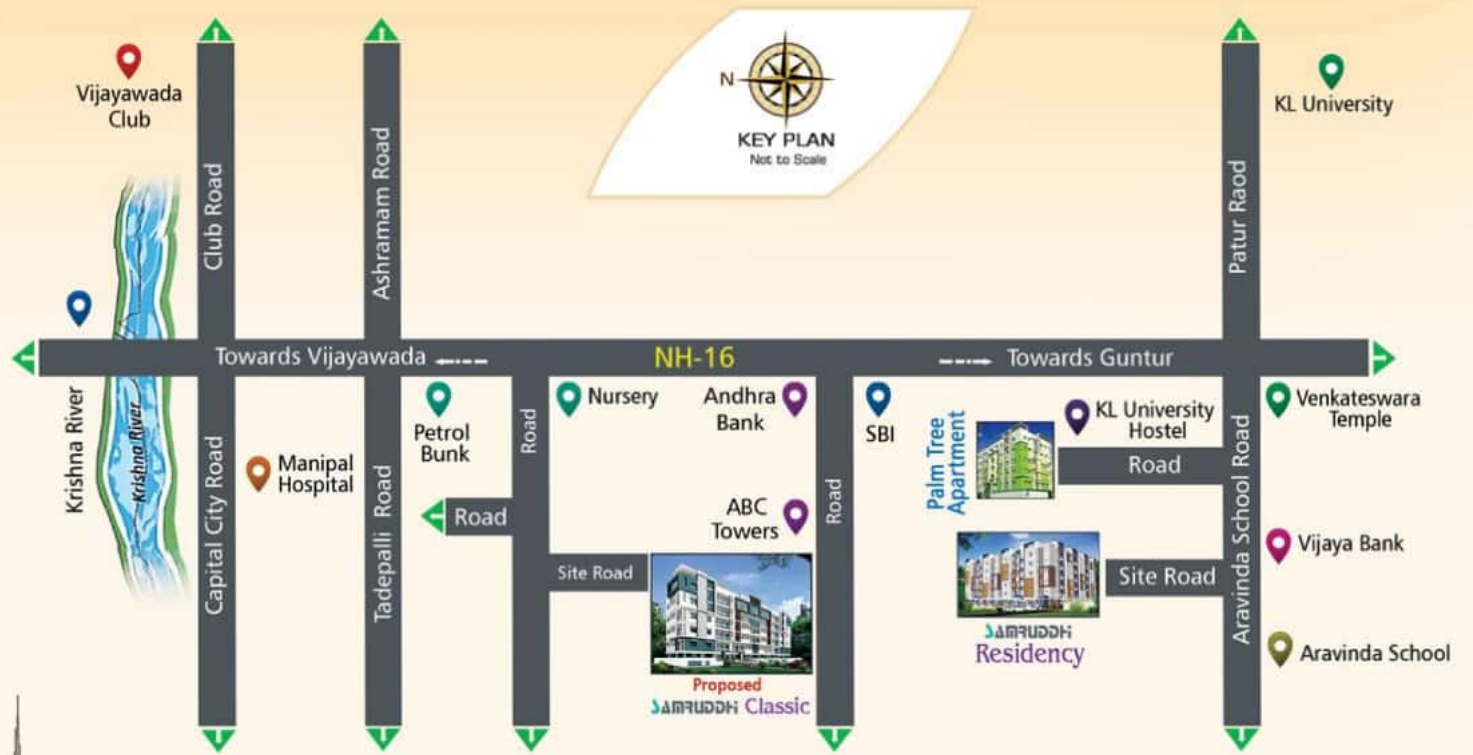 Vijayawada
Club
Club Road
Ashramam Road
N
KEY PLAN
Not to Scale
Patur Raod
KL University
Krishna River
Krishna River
Towards Vijayawada
NH-16
Towards Guntur
Capital City Road
Manipal
Hospital
Tadepalli Road
Petrol
Bunk
Road
Nursery
Andhra
Bank
Road
SBI
Palm Tree
Apartment
KL University
Hostel
Road
Aravinda School Road
Venkateswara
Temple
Road
ABC
Towers
Site Road
Site Road
Vijaya Bank
Proposed
SAMRUDDHI Classic
SAMRUDDHI
Residency
Aravinda School